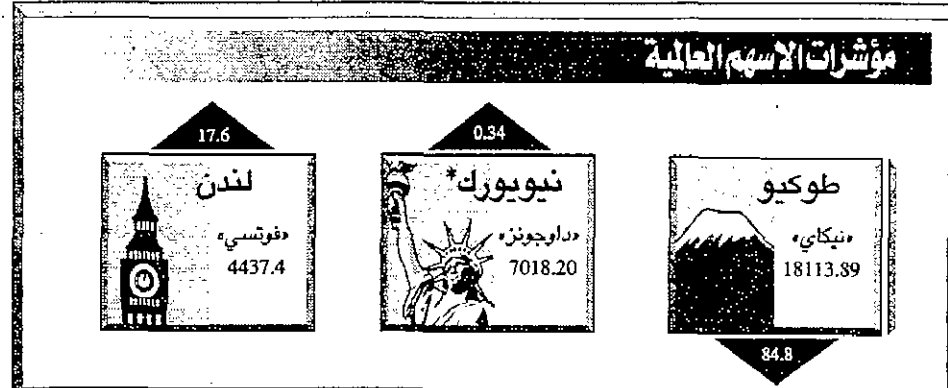 مؤشرات الاسهم العالمية
طوكيو
«نيكاي»
18113.89
84.8
0.34
نيويورك*
«داوجونز»
7018.20
17.6
لندن
«فوتسي»
4437.4